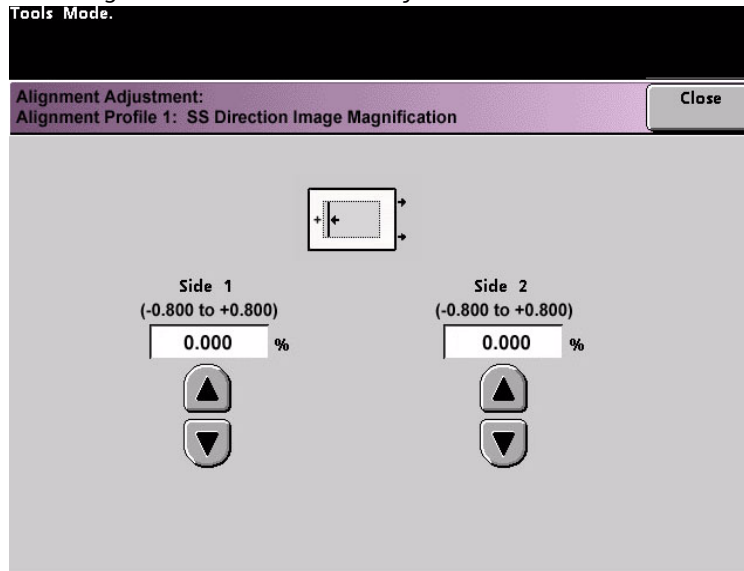 Tools Mode.
Alignment Adjustment:
Alignment Profile 1: SS Direction Image Magnification
Close
+
Side 1
(-0.800 to +0.800)
0.000 %
Side 2
(-0.800 to +0.800)
0.000 %